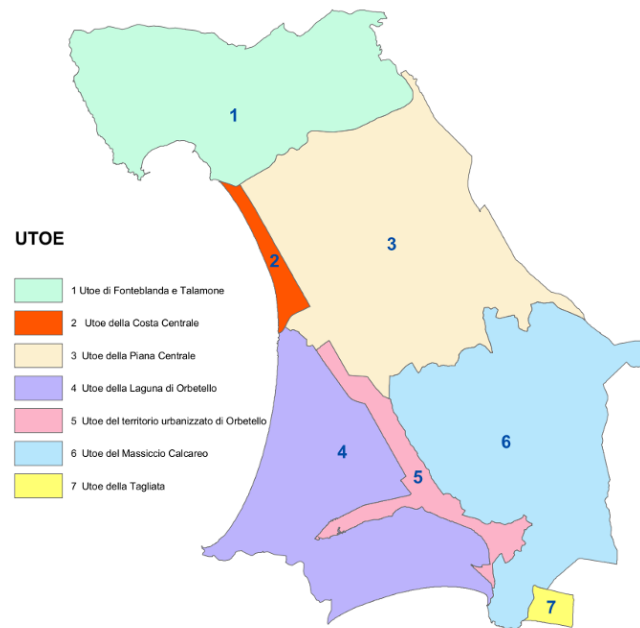 1
2
3
UTOE
1 Utoe di Fonteblanda e Talamone
2 Utoe della Costa Centrale
3 Utoe della Piana Centrale
4 Utoe della Laguna di Orbetello
5 Utoe del territorio urbanizzato di Orbetello
6 Utoe del Massiccio Calcareo
7 Utoe della Tagliata
4
5
6
7